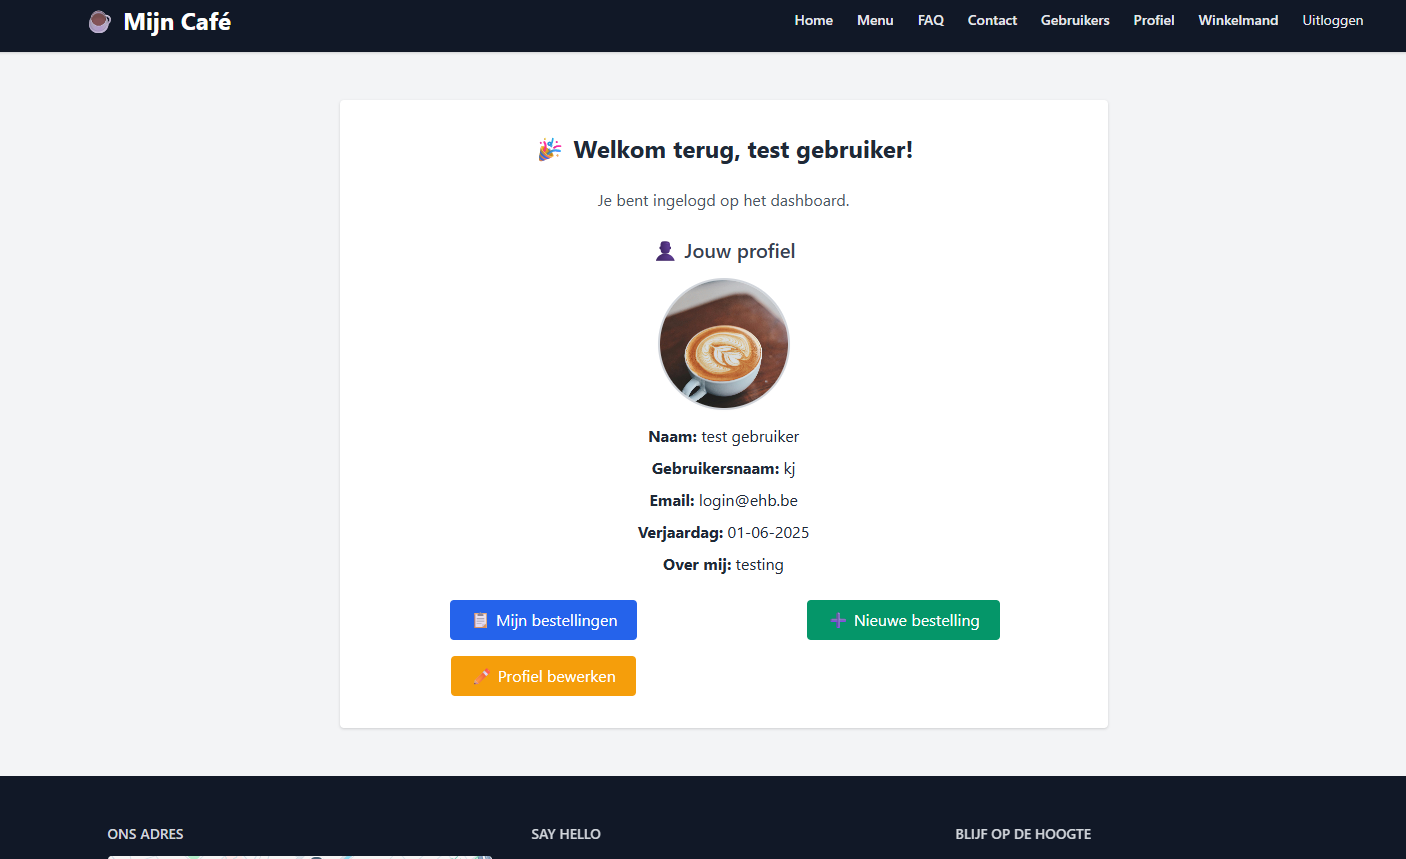 Mijn Café
Home Menu FAQ Contact Gebruikers Profiel Winkelmand Uitloggen
Welkom terug, test gebruiker!
Je bent ingelogd op het dashboard.
Jouw profiel
Naam: test gebruiker
Gebruikersnaam: kj
Email: login@ehb.be
Verjaardag: 01-06-2025
Over mij: testing
Mijn bestellingen
Nieuwe bestelling
Profiel bewerken
ONS ADRES
SAY HELLO
BLIJF OP DE HOOGTE